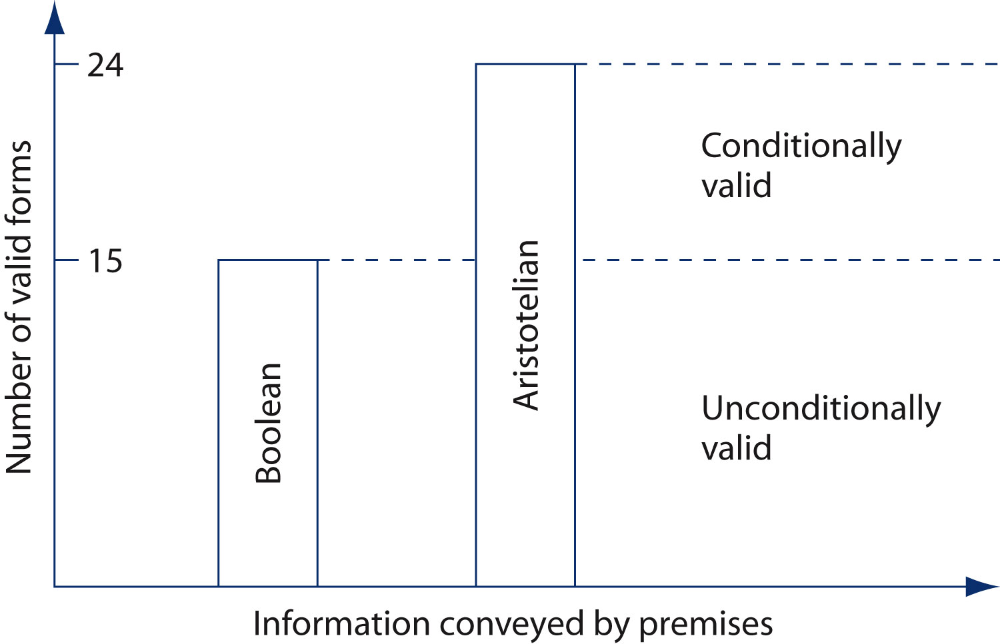 24
Conditionally
valid
15
Number of valid forms
Boolean
Aristotelian
Unconditionally
valid
Information conveyed by premises